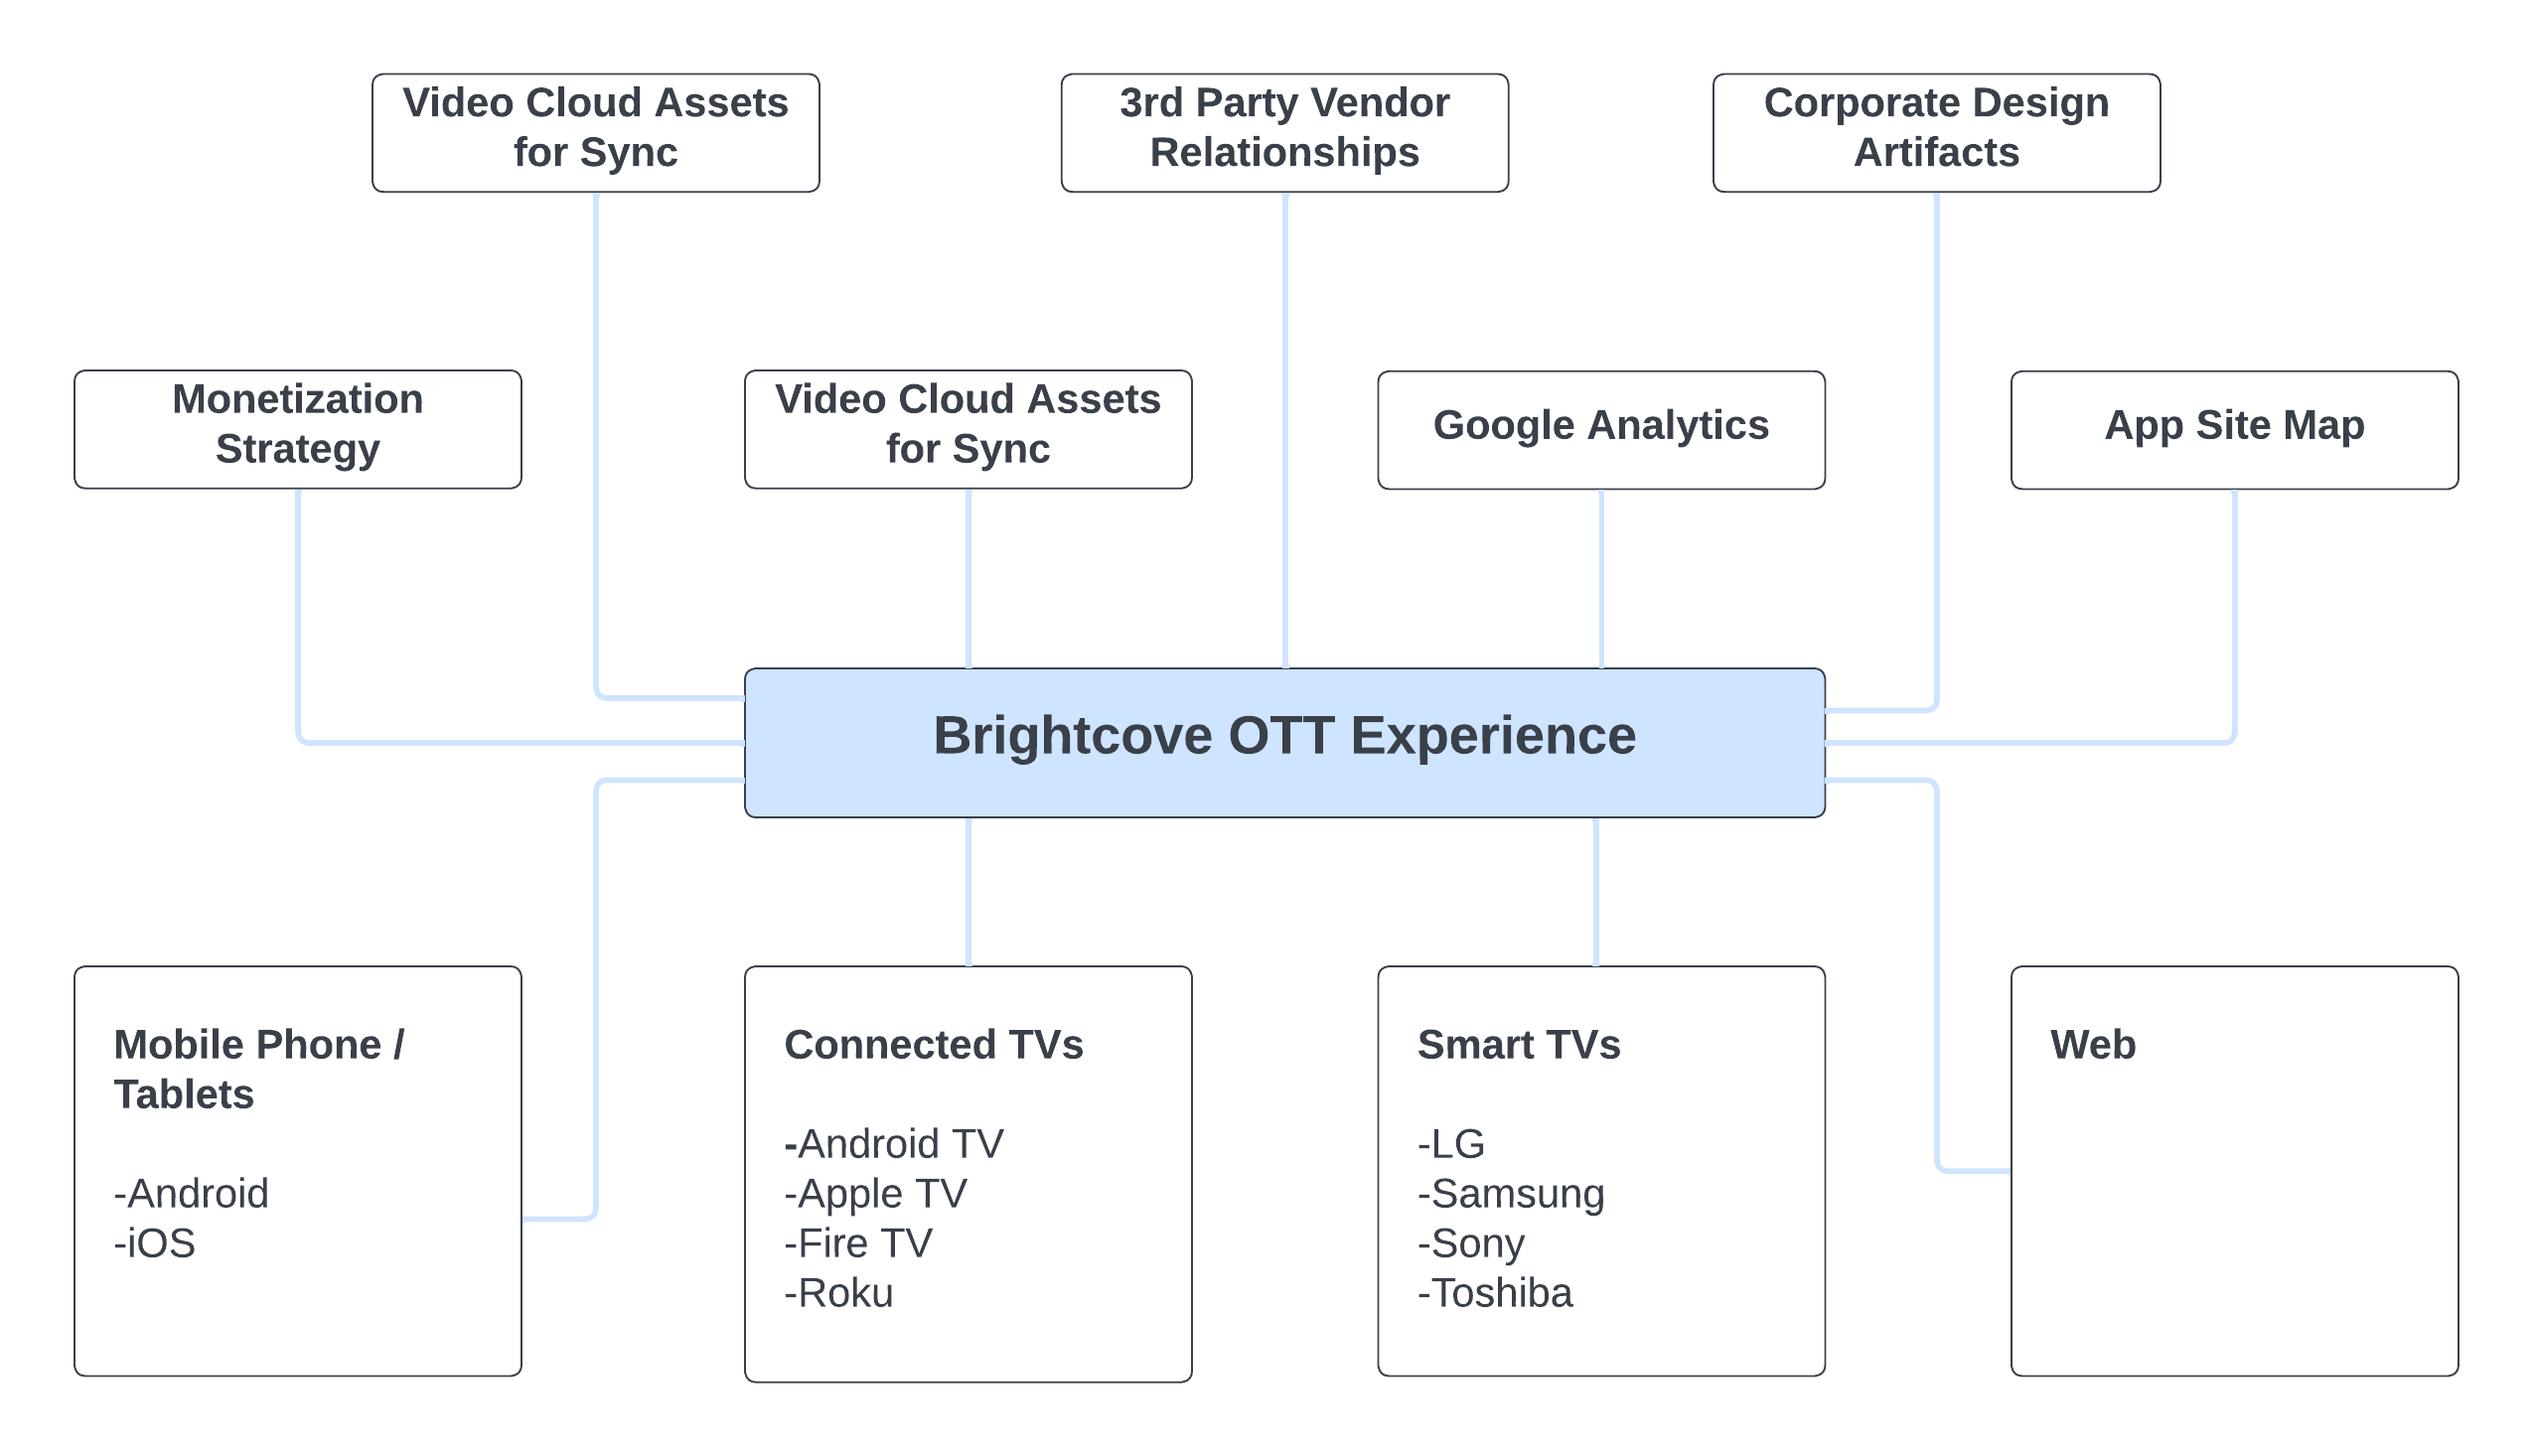 Video Cloud Assets
for Sync
3rd Party Vendor
Relationships
Corporate Design
Artifacts
Monetization
Strategy
Video Cloud Assets
for Sync
Google Analytics
App Site Map
Brightcove OTT Experience
Mobile Phone /
Tablets
-Android
-iOS
Connected TVs
-Android TV
-Apple TV
-Fire TV
-Roku
Smart TVs
-LG
-Samsung
-Sony
-Toshiba
Web